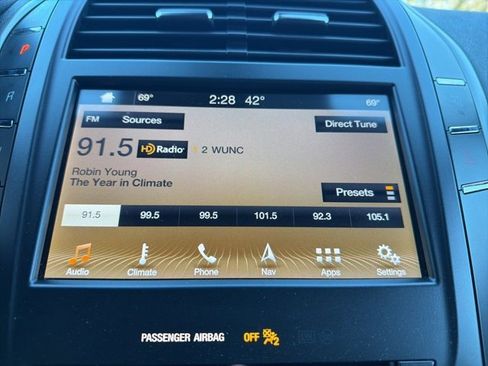 69° 2:28 42° 69°
FM Sources Direct Tune
91.5 HD Radio 2 WUNC
Robin Young
The Year in Climate
Presets
91.5 99.5 99.5 101.5 92.3 105.1
Audio Climate Phone Nav Apps Settings
P
R
PASSENGER AIRBAG OFF 2